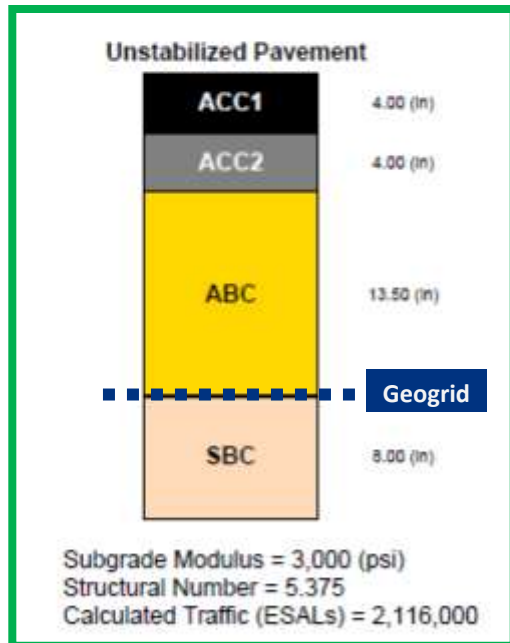 Unstabilized Pavement
ACC1 4.00 (in)
ACC2 4.00 (in)
ABC 13.50 (in)
Geogrid
SBC 8.00 (in)
Subgrade Modulus = 3,000 (psi)
Structural Number = 5.375
Calculated Traffic (ESALs) = 2,116,000